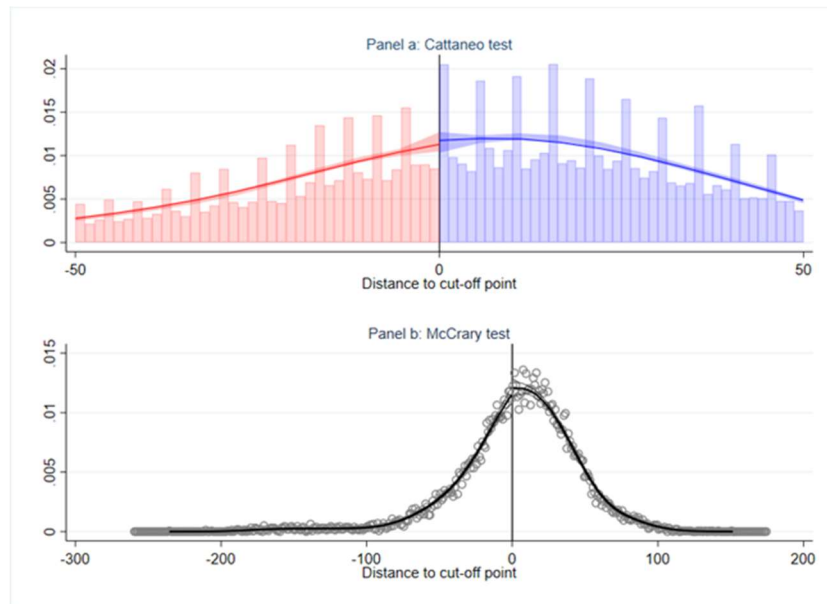 Panel a: Cattaneo test
.02
.015
.01
.005
0
-50 0 50
Distance to cut-off point
Panel b: McCrary test
.015
.01
.005
0
-300 -200 -100 0 100 200
Distance to cut-off point